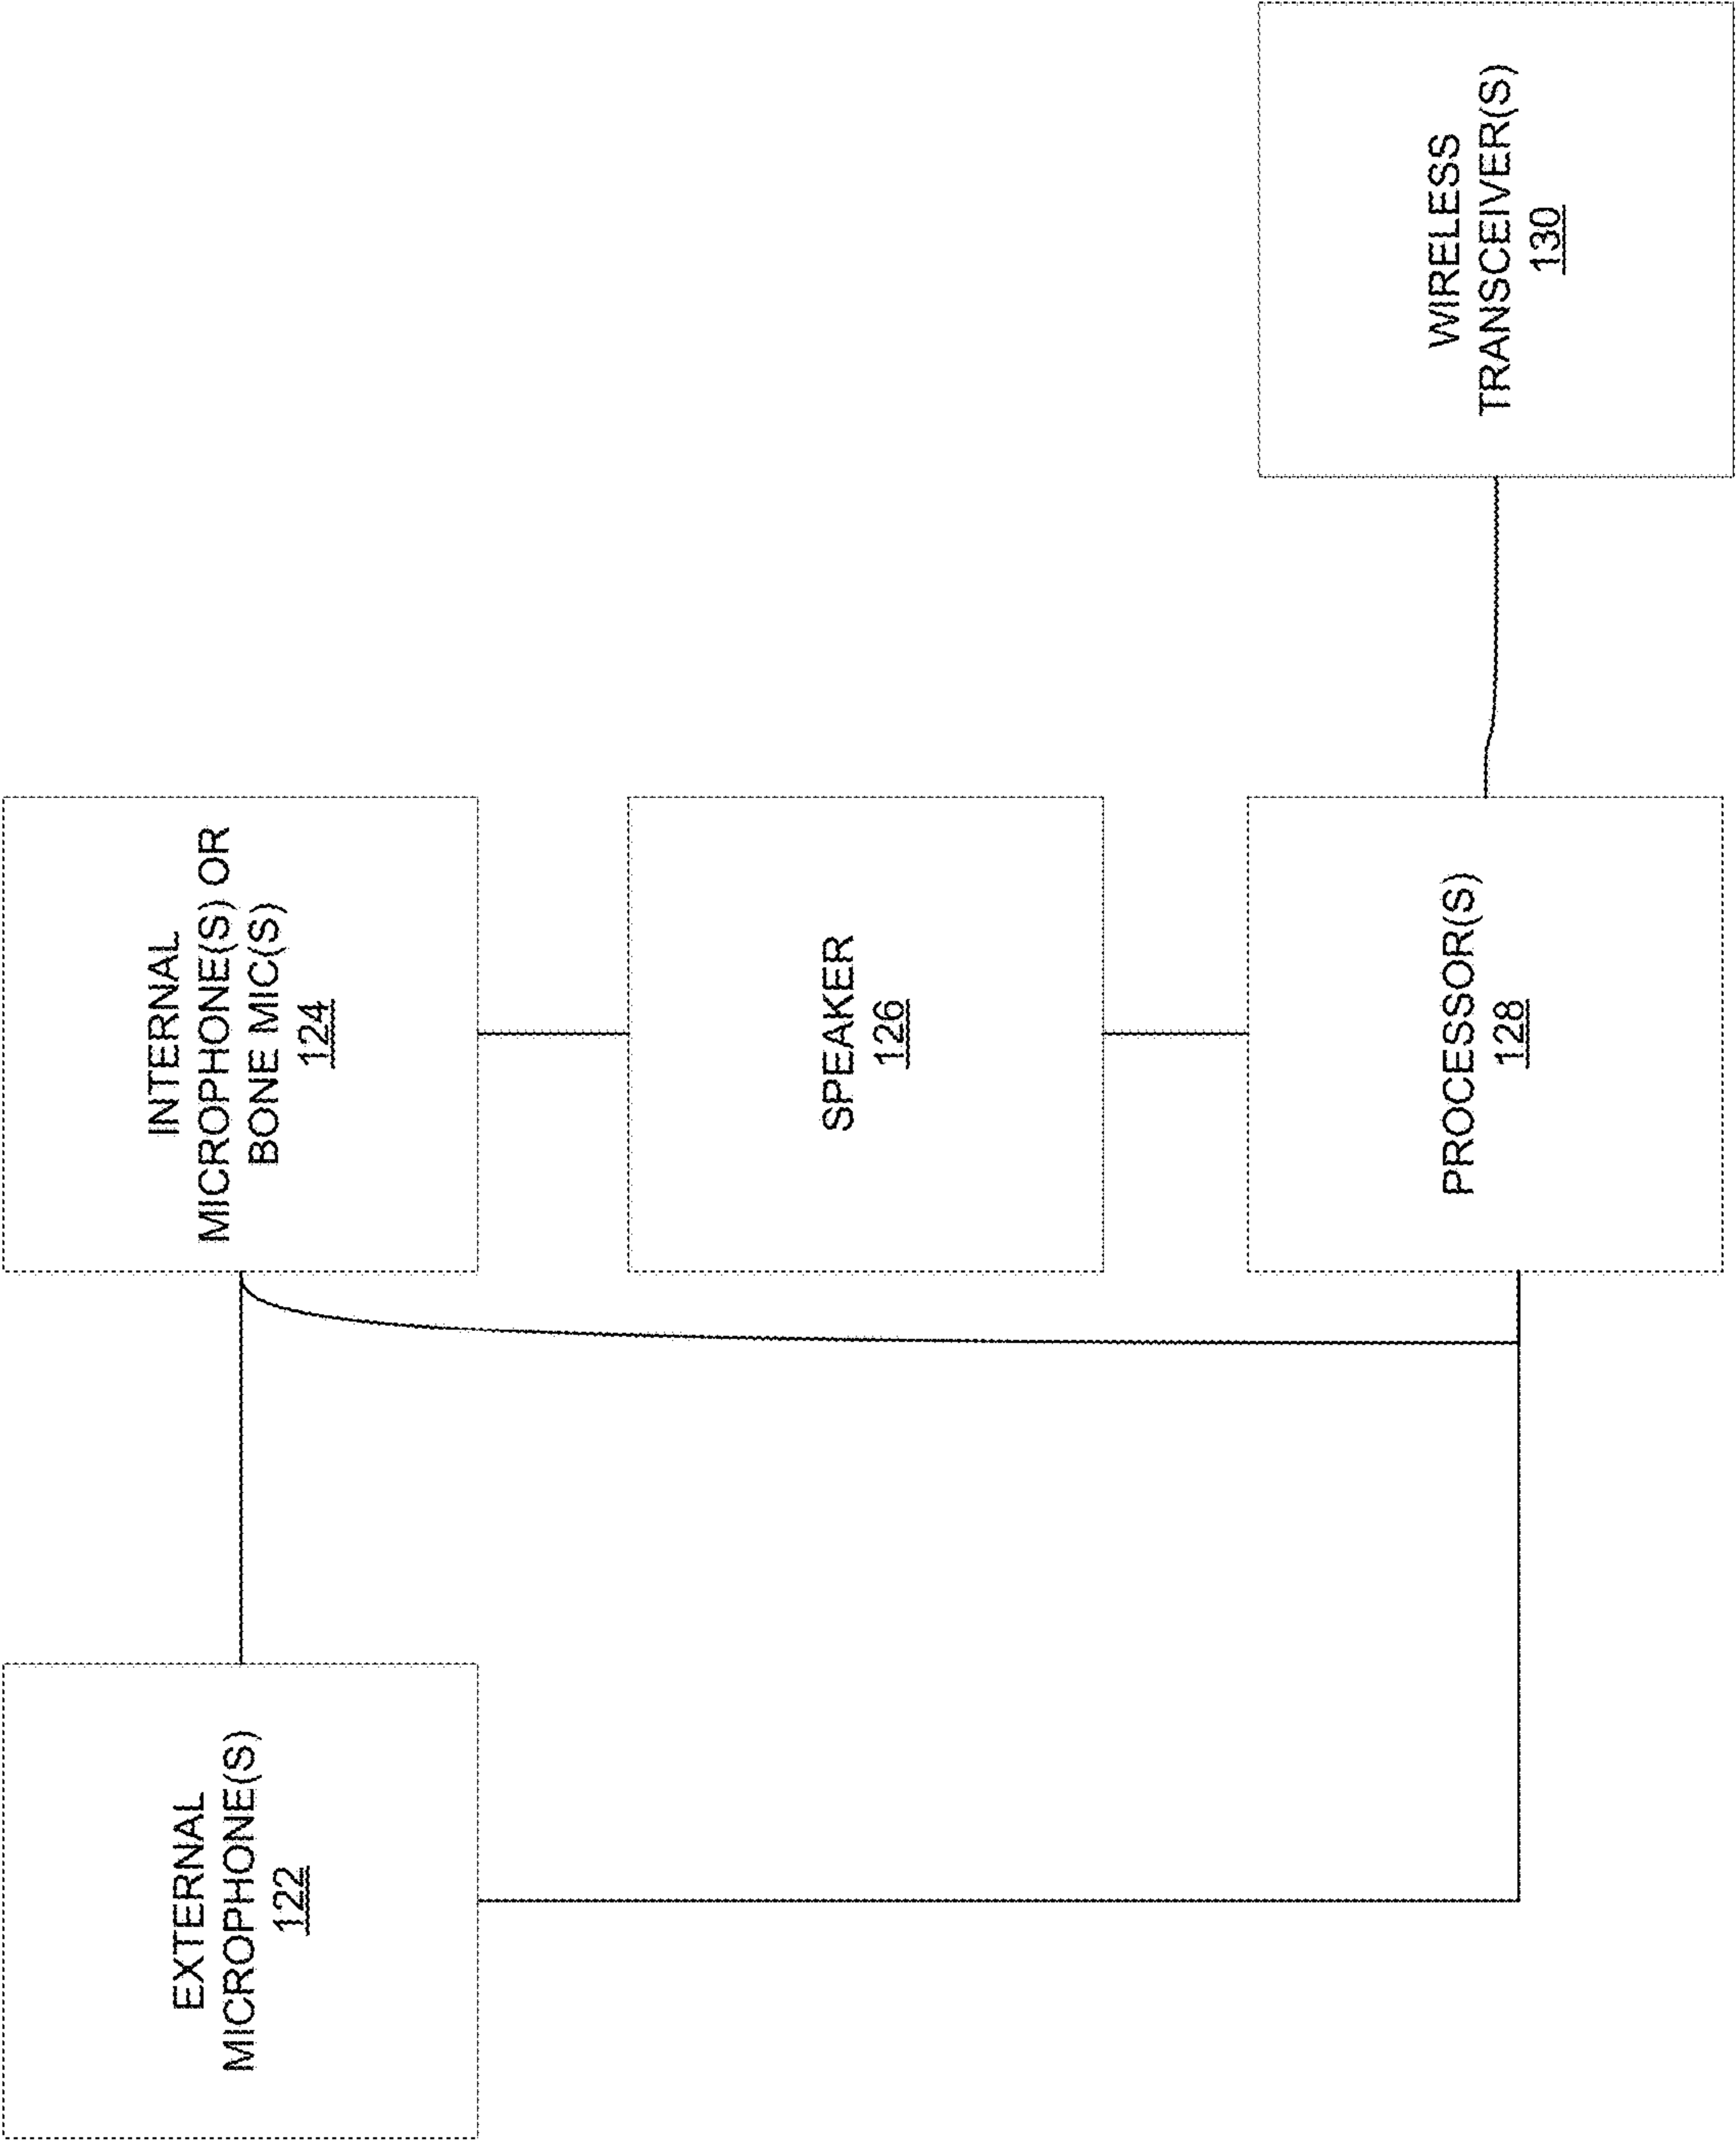 EXTERNAL
MICROPHONE(S)
122
INTERNAL
MICROPHONE(S) OR
BONE MIC(S)
124
SPEAKER
126
PROCESSOR(S)
128
WIRELESS
TRANSCEIVER(S)
130